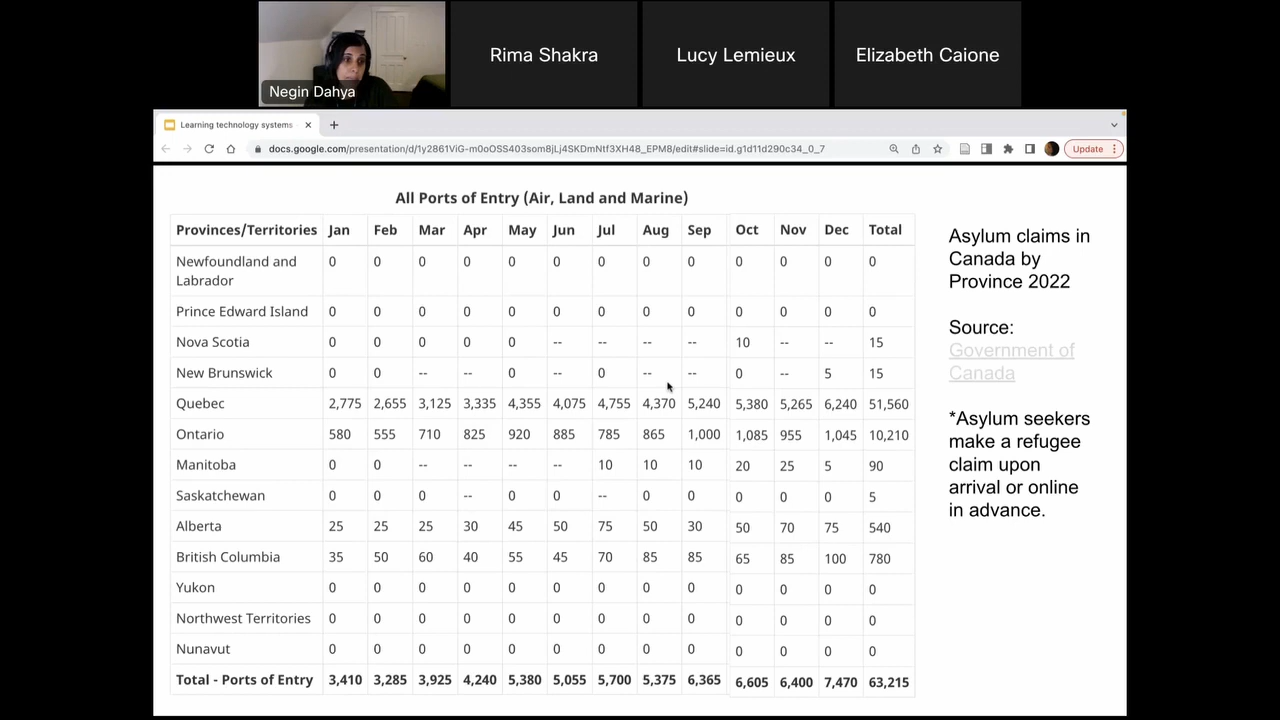 Negin Dahya
Rima Shakra
Lucy Lemieux
Elizabeth Caione
Learning technology systems
docs.google.com/presentation/d/1y2861ViG-m0oOSS403som8jLj4SKDmNtf3XH48_EPM8/edit#slide=id.g1d11d290c34_0_7
Update
All Ports of Entry (Air, Land and Marine)
Provinces/Territories Jan Feb Mar Apr May Jun Jul Aug Sep Oct Nov Dec Total
Newfoundland and 0 0 0 0 0 0 0 0 0 0 0 0 0
Labrador
Prince Edward Island 0 0 0 0 0 0 0 0 0 0 0 0 0
Nova Scotia 0 0 0 0 0 -- -- -- -- 10 -- -- 15
New Brunswick 0 0 -- -- 0 -- 0 -- -- 0 -- 5 15
Quebec 2,775 2,655 3,125 3,335 4,355 4,075 4,755 4,370 5,240 5,380 5,265 6,240 51,560
Ontario 580 555 710 825 920 885 785 865 1,000 1,085 955 1,045 10,210
Manitoba 0 0 -- -- -- -- 10 10 10 20 25 5 90
Saskatchewan 0 0 0 -- 0 0 -- 0 0 0 0 0 5
Alberta 25 25 25 30 45 50 75 50 30 50 70 75 540
British Columbia 35 50 60 40 55 45 70 85 85 65 85 100 780
Yukon 0 0 0 0 0 0 0 0 0 0 0 0 0
Northwest Territories 0 0 0 0 0 0 0 0 0 0 0 0 0
Nunavut 0 0 0 0 0 0 0 0 0 0 0 0 0
Total - Ports of Entry 3,410 3,285 3,925 4,240 5,380 5,055 5,700 5,375 6,365 6,605 6,400 7,470 63,215
Asylum claims in
Canada by
Province 2022
Source:
Government of
Canada
*Asylum seekers
make a refugee
claim upon
arrival or online
in advance.